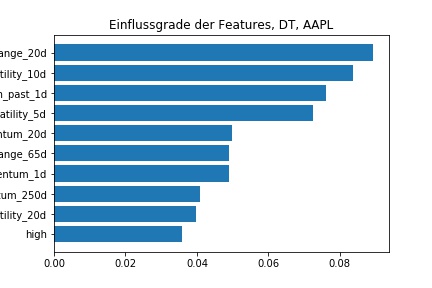 Einflussgrade der Features, DT, AAPL
ange_20d
tility_10d
n_past_1d
atility_5d
ntum_20d
ange_65d
entum_1d
tum_250d
tility_20d
high
0.00 0.02 0.04 0.06 0.08